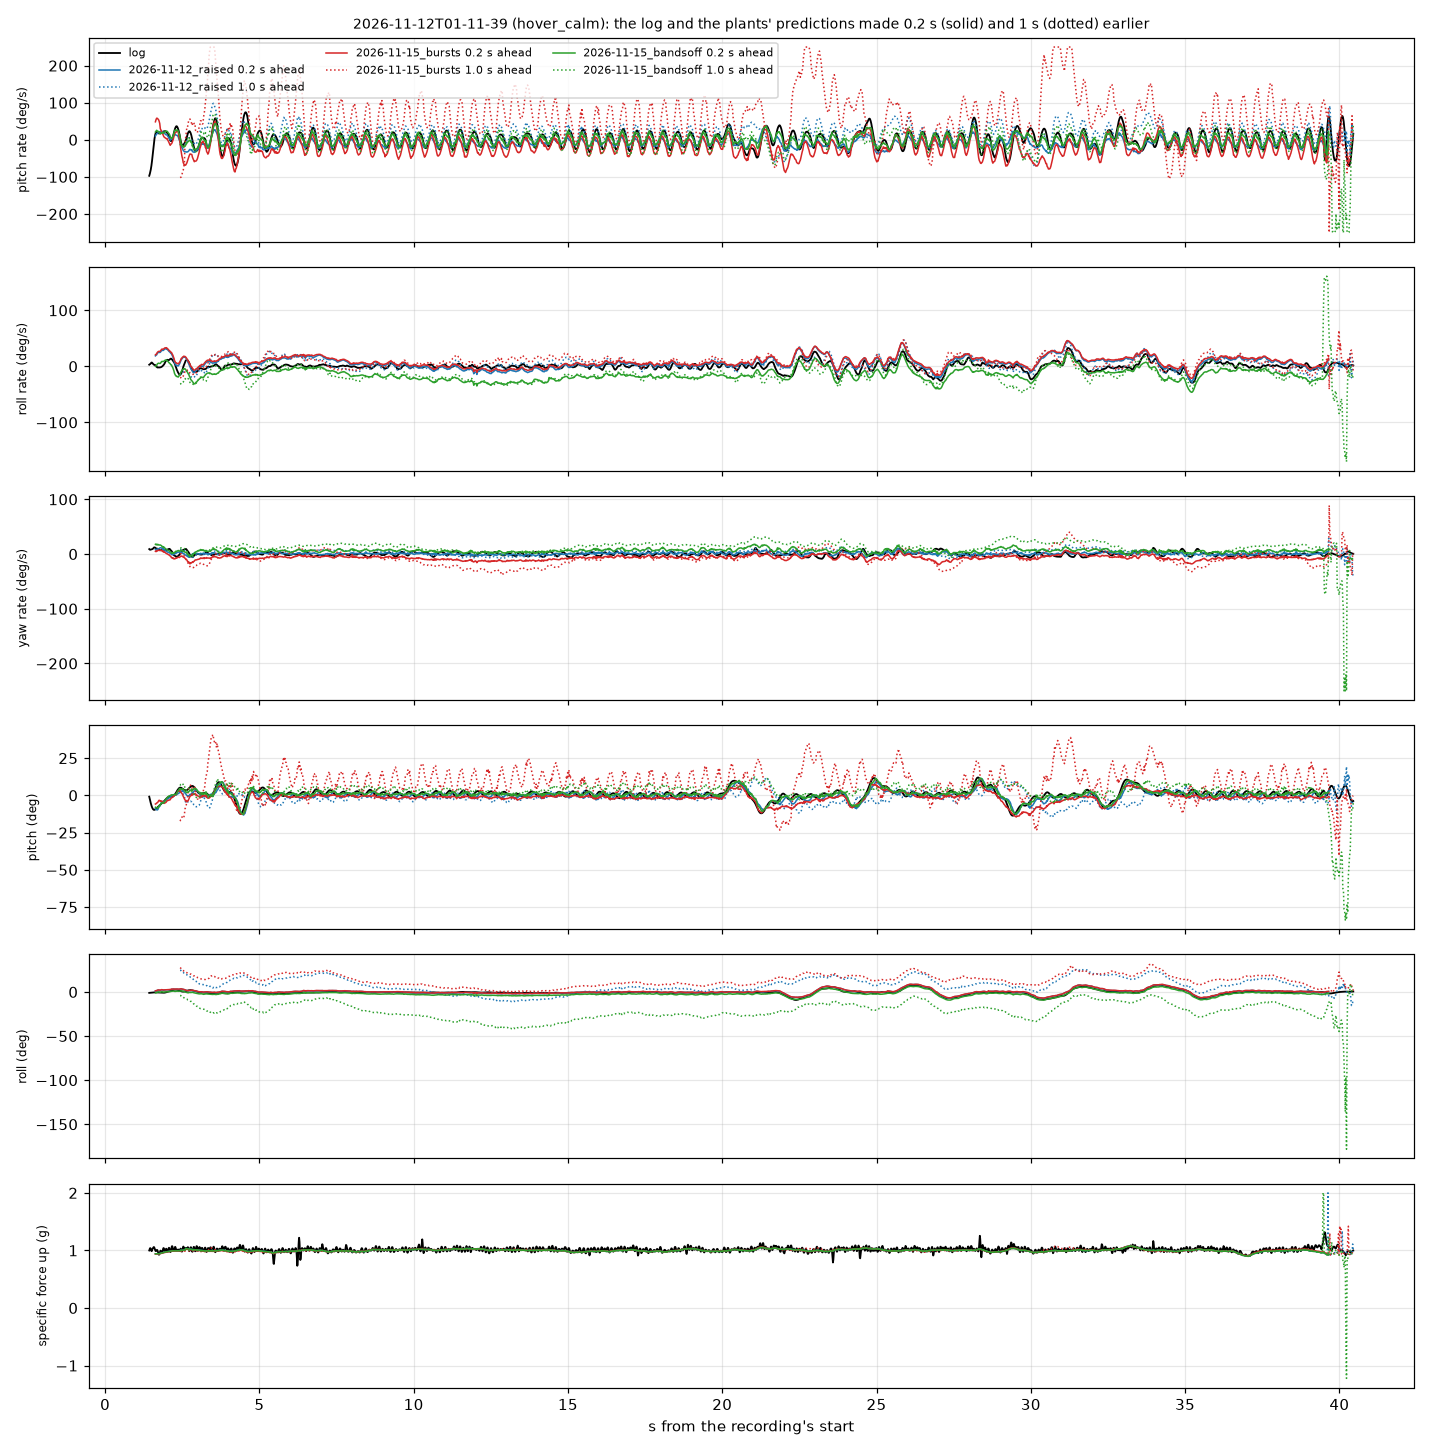 2026-11-12T01-11-39 (hover_calm): the log and the plants' predictions made 0.2 s (solid) and 1 s (dotted) earlier
log
2026-11-12_raised 0.2 s ahead
2026-11-12_raised 1.0 s ahead
2026-11-15_bursts 0.2 s ahead
2026-11-15_bursts 1.0 s ahead
2026-11-15_bandsoff 0.2 s ahead
2026-11-15_bandsoff 1.0 s ahead
pitch rate (deg/s)
200
100
0
−100
−200
roll rate (deg/s)
100
0
−100
yaw rate (deg/s)
100
0
−100
−200
pitch (deg)
25
0
−25
−50
−75
roll (deg)
0
−50
−100
−150
specific force up (g)
2
1
0
−1
0 5 10 15 20 25 30 35 40
s from the recording's start